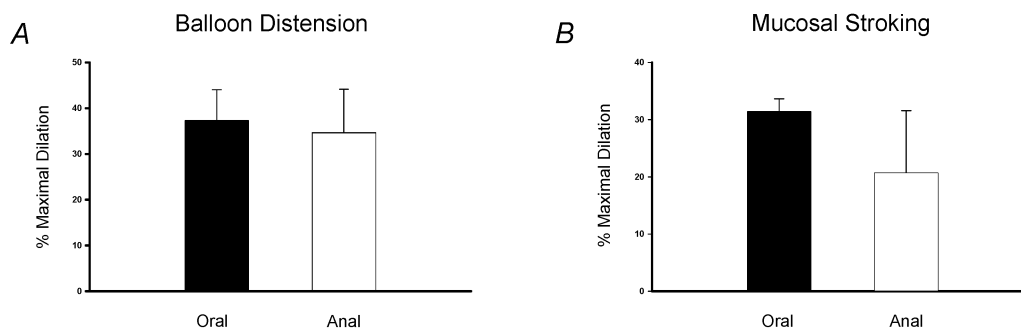 A
Balloon Distension
% Maximal Dilation
50
40
30
20
10
0
Oral
Anal
B
Mucosal Stroking
% Maximal Dilation
40
30
20
10
0
Oral
Anal